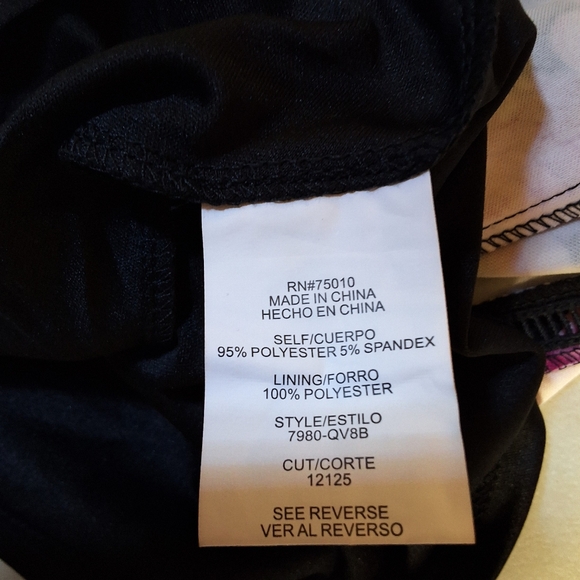 RN#75010
MADE IN CHINA
HECHO EN CHINA
SELF/CUERPO
95% POLYESTER 5% SPANDEX
LINING/FORRO
100% POLYESTER
STYLE/ESTILO
7980-QV8B
CUT/CORTE
12125
SEE REVERSE
VER AL REVERSO